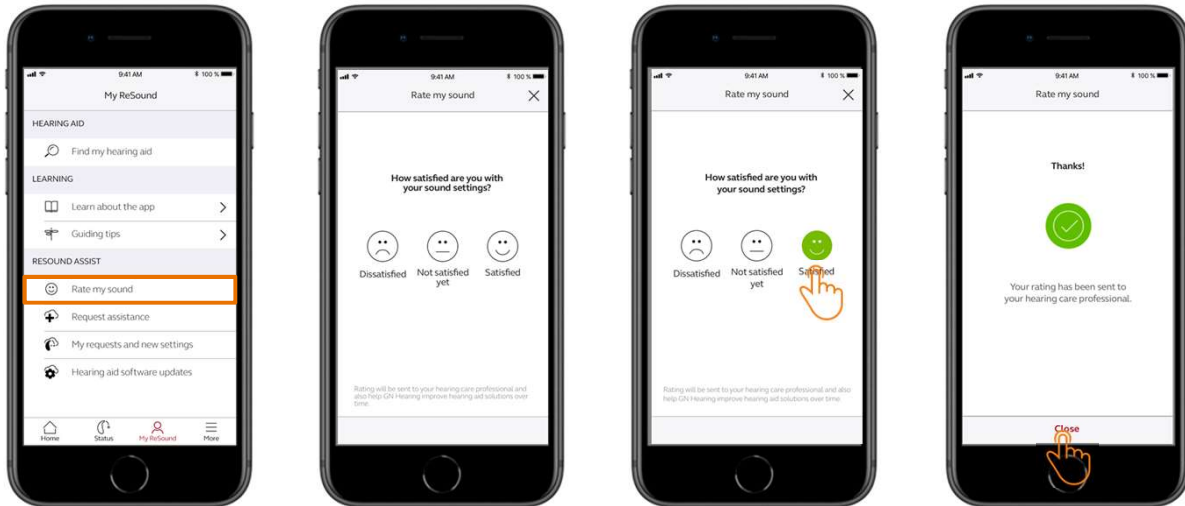 9:41 AM
100 %
My ReSound
HEARING AID
Find my hearing aid
LEARNING
Learn about the app
Guiding tips
RESOUND ASSIST
Rate my sound
Request assistance
My requests and new settings
Hearing aid software updates
Home
Status
My ReSound
More
9:41 AM
100 %
Rate my sound
How satisfied are you with
your sound settings?
Dissatisfied
Not satisfied
yet
Satisfied
Rating will be sent to your hearing care professional and
also help GN Hearing improve hearing aid solutions over
time.
9:41 AM
100 %
Rate my sound
How satisfied are you with
your sound settings?
Dissatisfied
Not satisfied
yet
Satisfied
Rating will be sent to your hearing care professional and also
help GN Hearing improve hearing aid solutions over time.
9:41 AM
100 %
Rate my sound
Thanks!
Your rating has been sent to
your hearing care professional.
Close